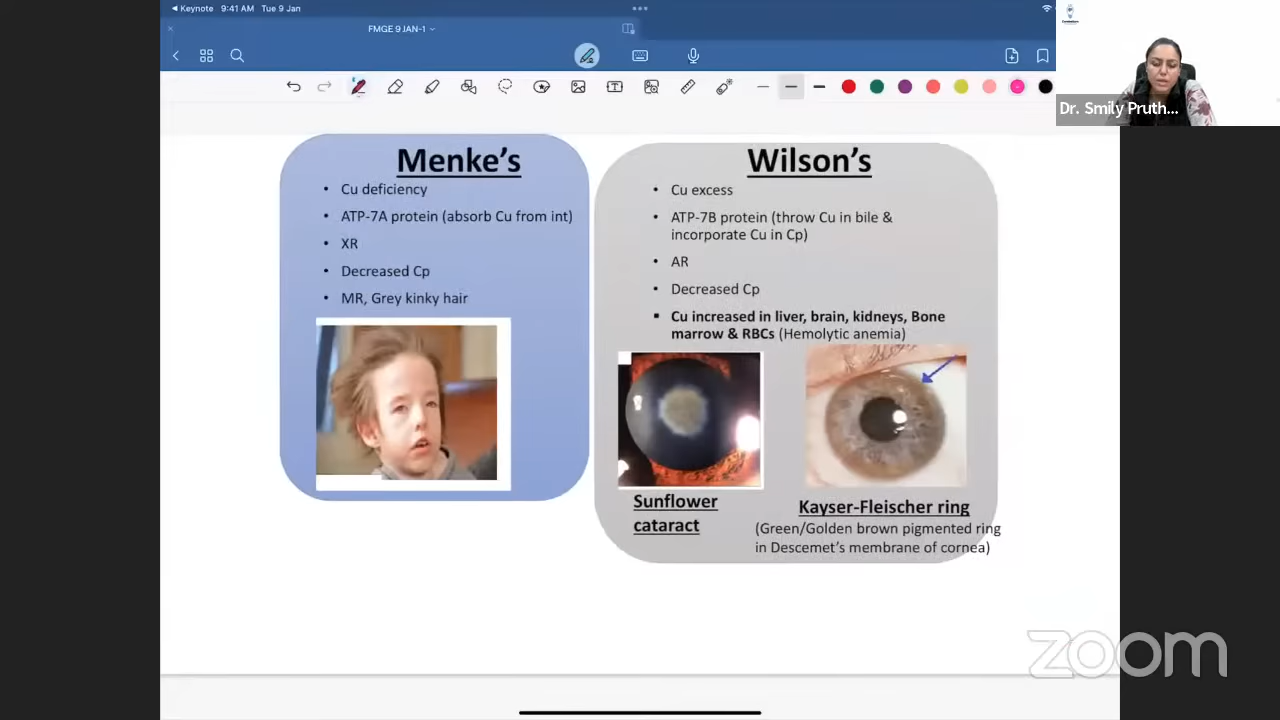 Keynote 9:41 AM Tue 9 Jan
FMGE 9 JAN-1
Dr. Smily Pruth...
Menke's
• Cu deficiency
• ATP-7A protein (absorb Cu from int)
• XR
• Decreased Cp
• MR, Grey kinky hair
Wilson's
• Cu excess
• ATP-7B protein (throw Cu in bile &
incorporate Cu in Cp)
• AR
• Decreased Cp
▪ Cu increased in liver, brain, kidneys, Bone
marrow & RBCs (Hemolytic anemia)
Sunflower
cataract
Kayser-Fleischer ring
(Green/Golden brown pigmented ring
in Descemet's membrane of cornea)
zoom